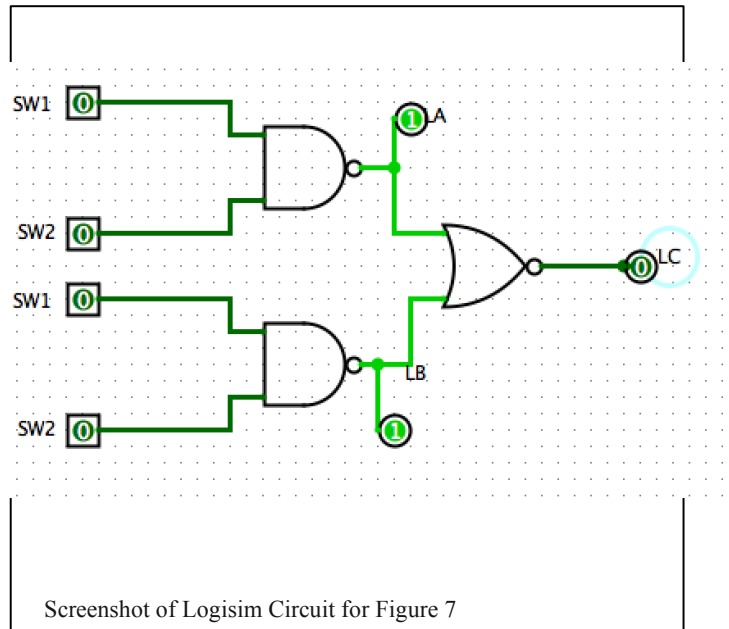 SW1 0
1 LA
SW2 0
0 LC
SW1 0
LB
SW2 0
1
Screenshot of Logisim Circuit for Figure 7